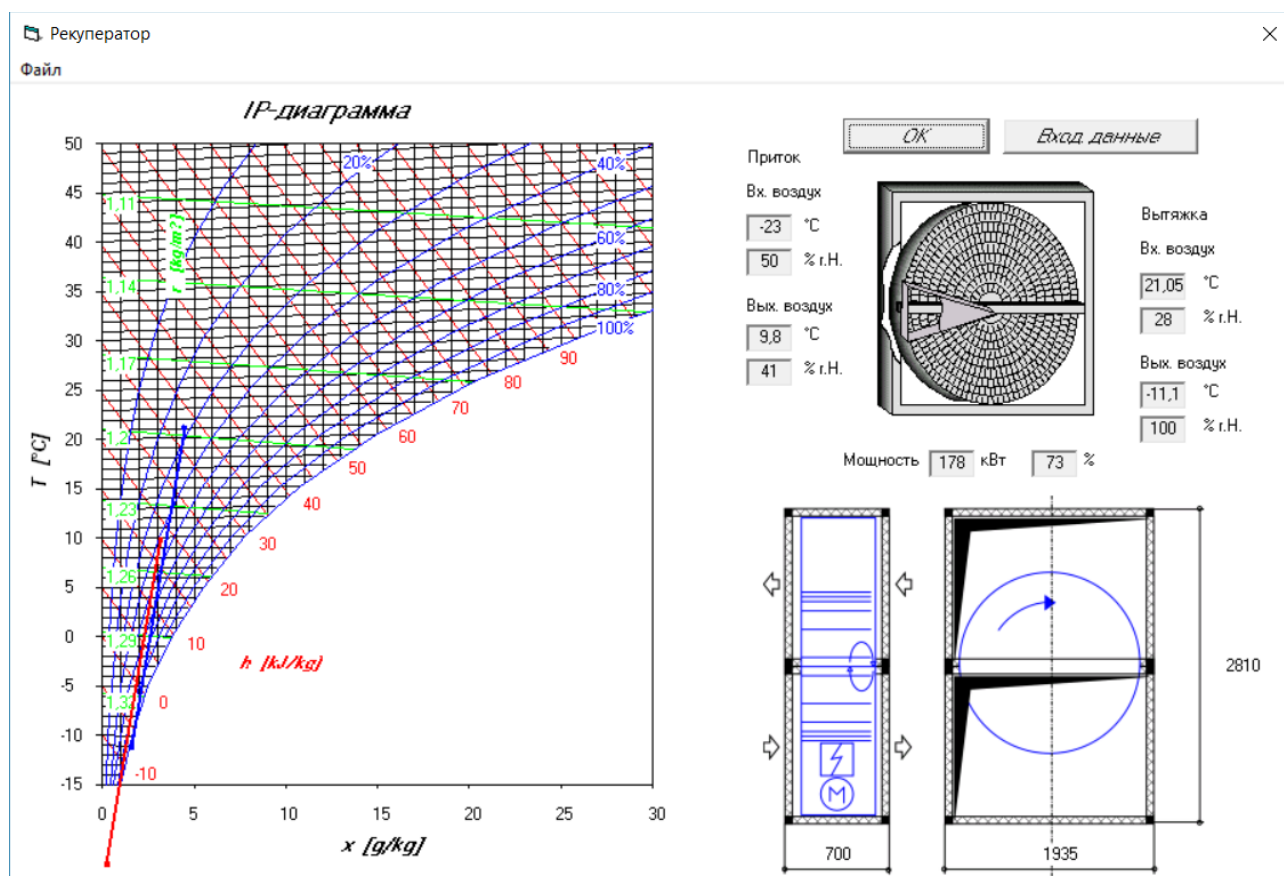 Рекуператор
Файл
IP-диаграмма
50
45
40
35
30
25
20
15
10
5
0
-5
-10
-15
T [°C]
0
5
10
15
20
25
30
x [g/kg]
20%
40%
60%
80%
100%
1,11
1,14
1,17
1,2
1,23
1,26
1,29
1,32
r [kg/m?]
90
80
70
60
50
40
30
20
10
0
-10
h [kJ/kg]
OK
Вход. данные
Приток
Вх. воздух
-23 °C
50 % r.H.
Вых. воздух
9,8 °C
41 % r.H.
Вытяжка
Вх. воздух
21,05 °C
28 % r.H.
Вых. воздух
-11,1 °C
100 % r.H.
Мощность 178 кВт 73 %
M
2810
700
1935